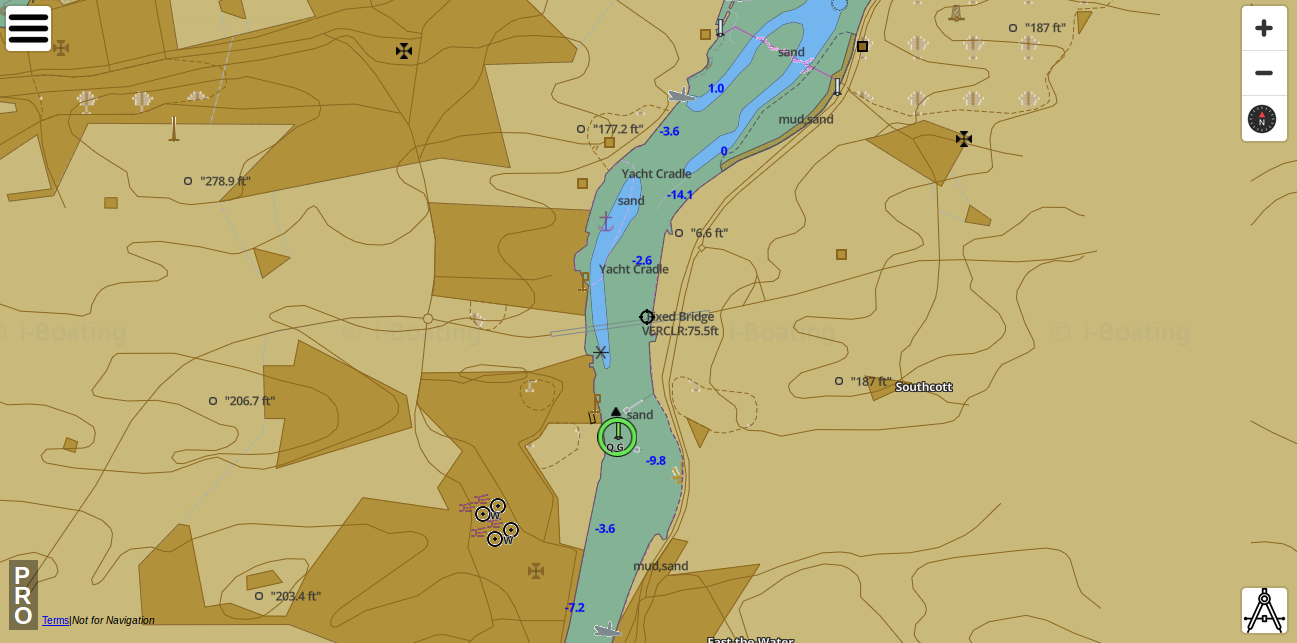 "187 ft"
sand
1.0
"177.2 ft"
-3.6
mud,sand
0
Yacht Cradle
"278.9 ft"
-14.1
sand
"6.6 ft"
-2.6
Yacht Cradle
Fixed Bridge
VERCLR:75.5ft
© i-Boating
© i-Boating
© i-Boating
© i-Boating
"187 ft"
Southcott
"206.7 ft"
sand
Q.G
-9.8
W
-3.6
W
mud,sand
-7.2
"203.4 ft"
PRO
Terms|Not for Navigation
East the Water
N